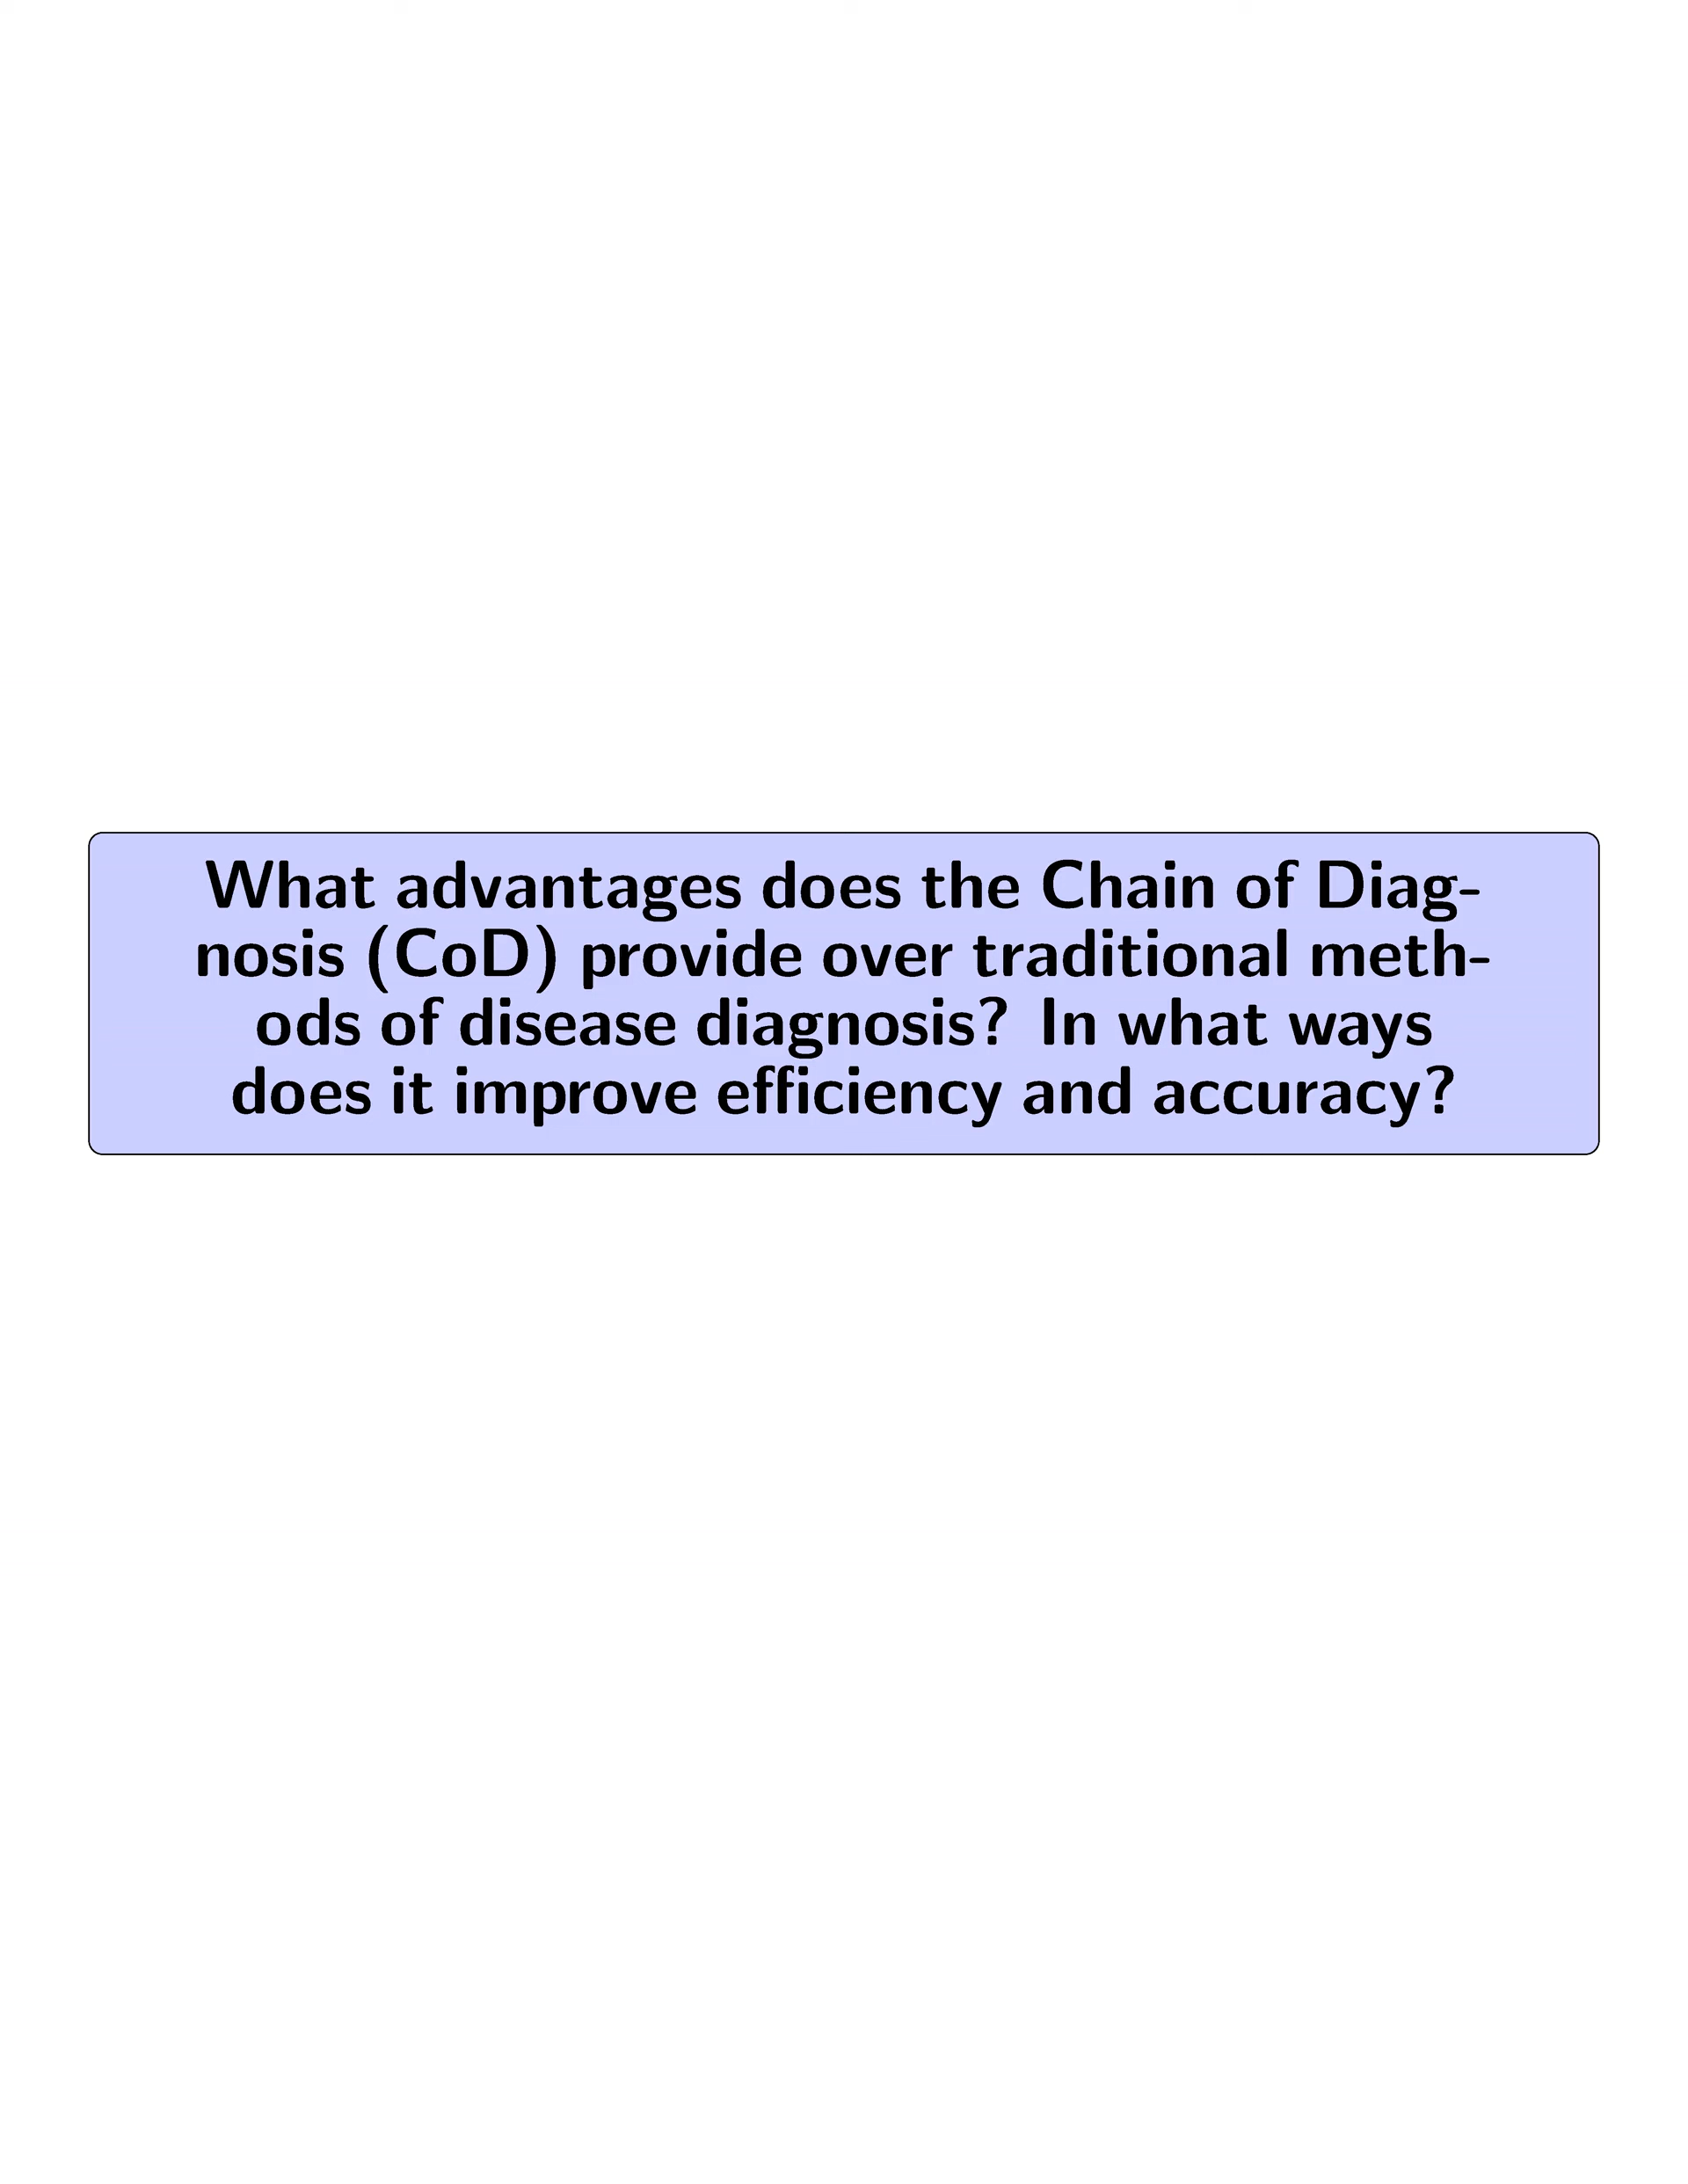 What advantages does the Chain of Diag-
nosis (CoD) provide over traditional meth-
ods of disease diagnosis? In what ways
does it improve efficiency and accuracy?